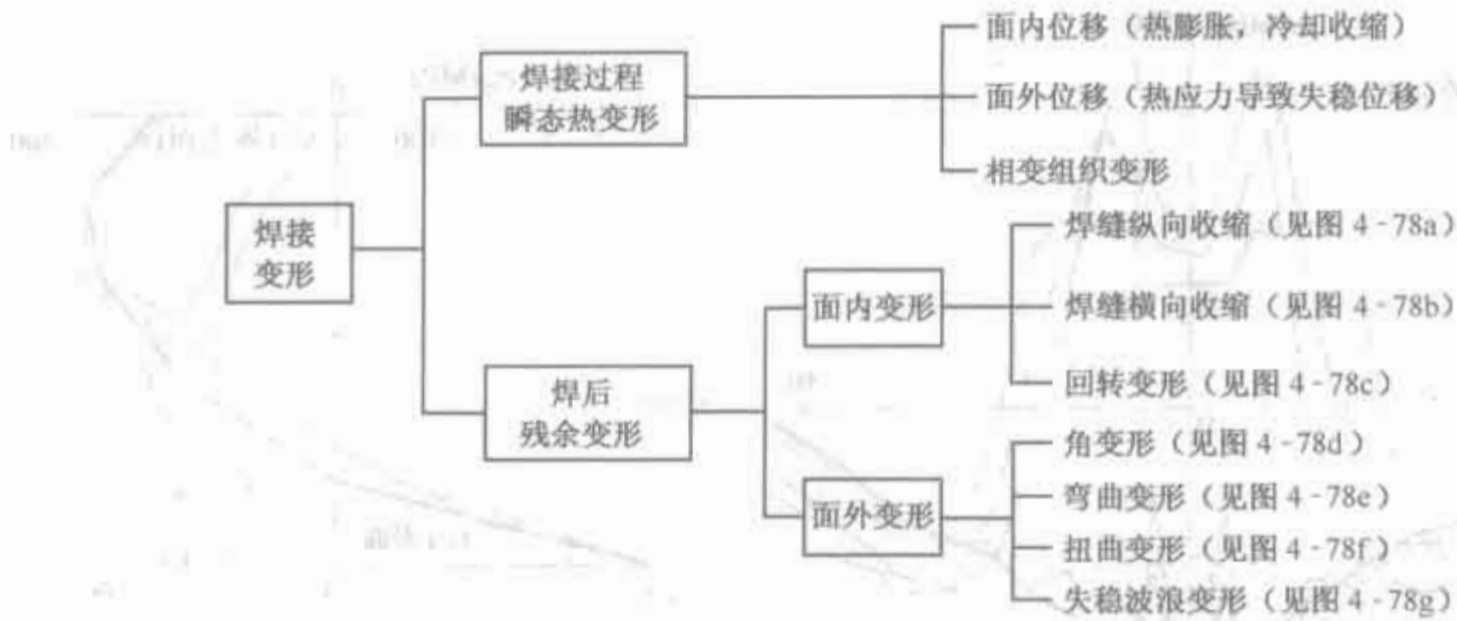 焊接
变形
焊接过程
瞬态热变形
面内位移（热膨胀，冷却收缩）
面外位移（热应力导致失稳位移）
相变组织变形
焊后
残余变形
面内变形
焊缝纵向收缩（见图 4-78a）
焊缝横向收缩（见图 4-78b）
回转变形（见图 4-78c）
面外变形
角变形（见图 4-78d）
弯曲变形（见图 4-78e）
扭曲变形（见图 4-78f）
失稳波浪变形（见图 4-78g）